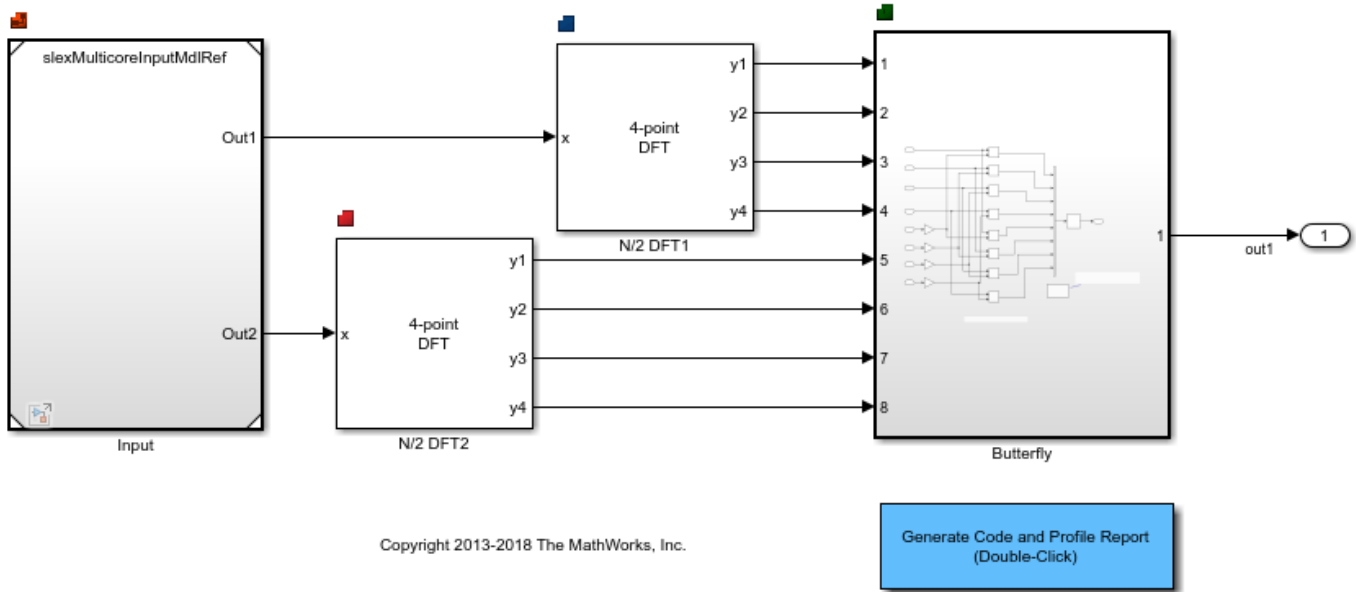 slexMulticoreInputMdlRef
Out1
Out2
Input
x
4-point
DFT
y1
y2
y3
y4
N/2 DFT1
x
4-point
DFT
y1
y2
y3
y4
N/2 DFT2
1
2
3
4
5
6
7
8
1
Butterfly
out1
1
Copyright 2013-2018 The MathWorks, Inc.
Generate Code and Profile Report
(Double-Click)